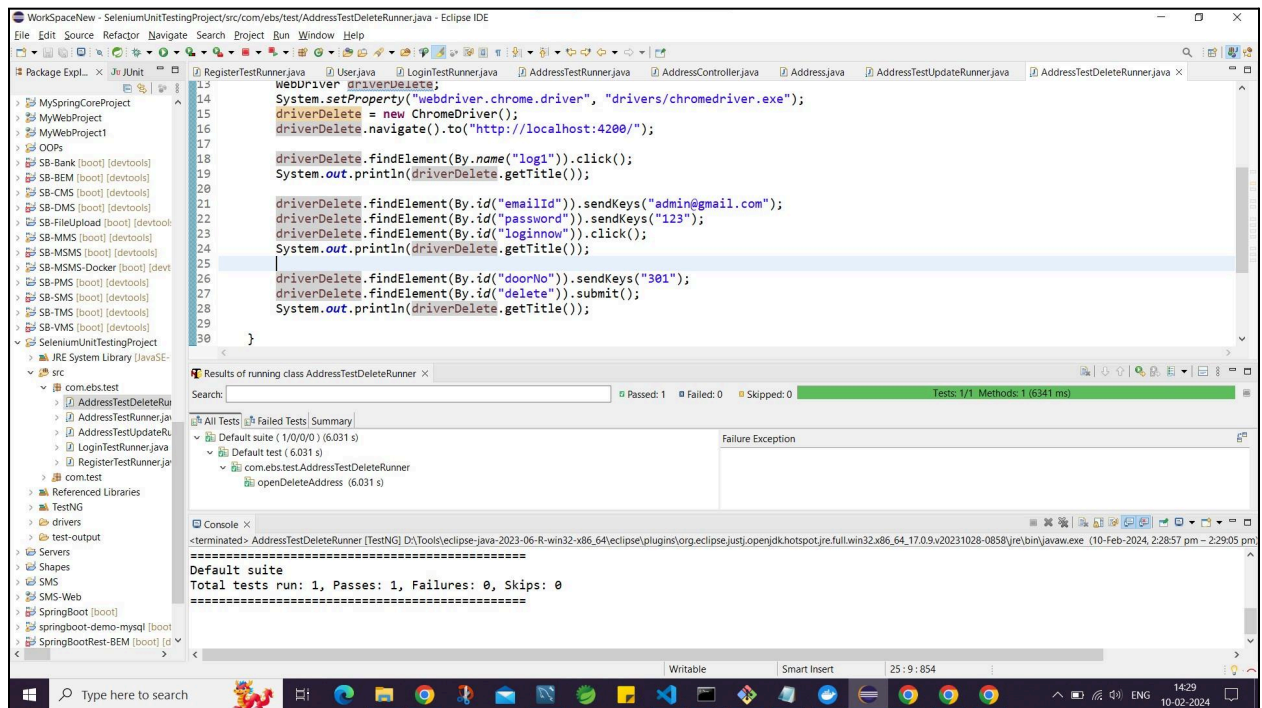 WorkSpaceNew - SeleniumUnitTestingProject/src/com/ebs/test/AddressTestDeleteRunner.java - Eclipse IDE
File Edit Source Refactor Navigate Search Project Run Window Help
Package Expl... JUnit
MySpringCoreProject
MyWebProject
MyWebProject1
OOPs
SB-Bank [boot] [devtools]
SB-BEM [boot] [devtools]
SB-CMS [boot] [devtools]
SB-DMS [boot] [devtools]
SB-FileUpload [boot] [devtool
SB-MMS [boot] [devtools]
SB-MSMS [boot] [devtools]
SB-MSMS-Docker [boot] [devt
SB-PMS [boot] [devtools]
SB-SMS [boot] [devtools]
SB-TMS [boot] [devtools]
SB-VMS [boot] [devtools]
SeleniumUnitTestingProject
JRE System Library [JavaSE-
src
com.ebs.test
AddressTestDeleteRu
AddressTestRunner.jav
AddressTestUpdateRu
LoginTestRunner.java
RegisterTestRunner.ja
com.test
Referenced Libraries
TestNG
drivers
test-output
Servers
Shapes
SMS
SMS-Web
SpringBoot [boot]
springboot-demo-mysql [boot
SpringBootRest-BEM [boot] [d
RegisterTestRunner.java User.java LoginTestRunner.java AddressTestRunner.java AddressController.java Address.java AddressTestUpdateRunner.java AddressTestDeleteRunner.java
13 WebDriver driverDelete;
14 System.setProperty("webdriver.chrome.driver", "drivers/chromedriver.exe");
15 driverDelete = new ChromeDriver();
16 driverDelete.navigate().to("http://localhost:4200/");
17
18 driverDelete.findElement(By.name("log1")).click();
19 System.out.println(driverDelete.getTitle());
20
21 driverDelete.findElement(By.id("emailId")).sendKeys("admin@gmail.com");
22 driverDelete.findElement(By.id("password")).sendKeys("123");
23 driverDelete.findElement(By.id("loginnow")).click();
24 System.out.println(driverDelete.getTitle());
25
26 driverDelete.findElement(By.id("doorNo")).sendKeys("301");
27 driverDelete.findElement(By.id("delete")).submit();
28 System.out.println(driverDelete.getTitle());
29
30 }
Results of running class AddressTestDeleteRunner
Search: Passed: 1 Failed: 0 Skipped: 0 Tests: 1/1 Methods: 1 (6341 ms)
All Tests Failed Tests Summary
Default suite ( 1/0/0/0 ) (6.031 s)
Default test ( 6.031 s)
com.ebs.test.AddressTestDeleteRunner
openDeleteAddress (6.031 s)
Failure Exception
Console
<terminated> AddressTestDeleteRunner [TestNG] D:\Tools\eclipse-java-2023-06-R-win32-x86_64\eclipse\plugins\org.eclipse.justj.openjdk.hotspot.jre.full.win32.x86_64_17.0.9.v20231028-0858\jre\bin\javaw.exe (10-Feb-2024, 2:28:57 pm – 2:29:05 pm)
===============================================
Default suite
Total tests run: 1, Passes: 1, Failures: 0, Skips: 0
===============================================
Writable Smart Insert 25 : 9 : 854
Type here to search
ENG
14:29
10-02-2024